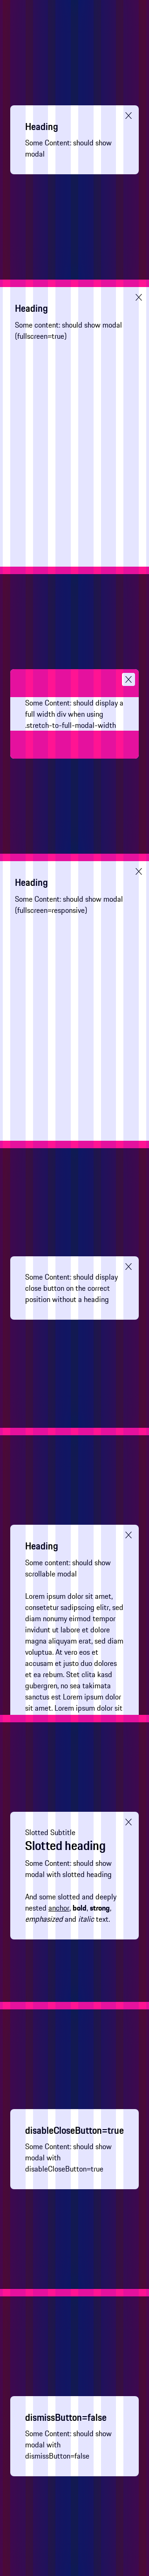 Heading
Some Content: should show
modal
Heading
Some content: should show modal
(fullscreen=true)
Some Content: should display a
full width div when using
.stretch-to-full-modal-width
Heading
Some Content: should show modal
(fullscreen=responsive)
Some Content: should display
close button on the correct
position without a heading
Heading
Some content: should show
scrollable modal
Lorem ipsum dolor sit amet,
consetetur sadipscing elitr, sed
diam nonumy eirmod tempor
invidunt ut labore et dolore
magna aliquyam erat, sed diam
voluptua. At vero eos et
accusam et justo duo dolores
et ea rebum. Stet clita kasd
gubergren, no sea takimata
sanctus est Lorem ipsum dolor
sit amet. Lorem ipsum dolor sit
Slotted Subtitle
Slotted heading
Some Content: should show
modal with slotted heading
And some slotted and deeply
nested anchor, bold, strong,
emphasized and italic text.
disableCloseButton=true
Some Content: should show
modal with
disableCloseButton=true
dismissButton=false
Some Content: should show
modal with
dismissButton=false